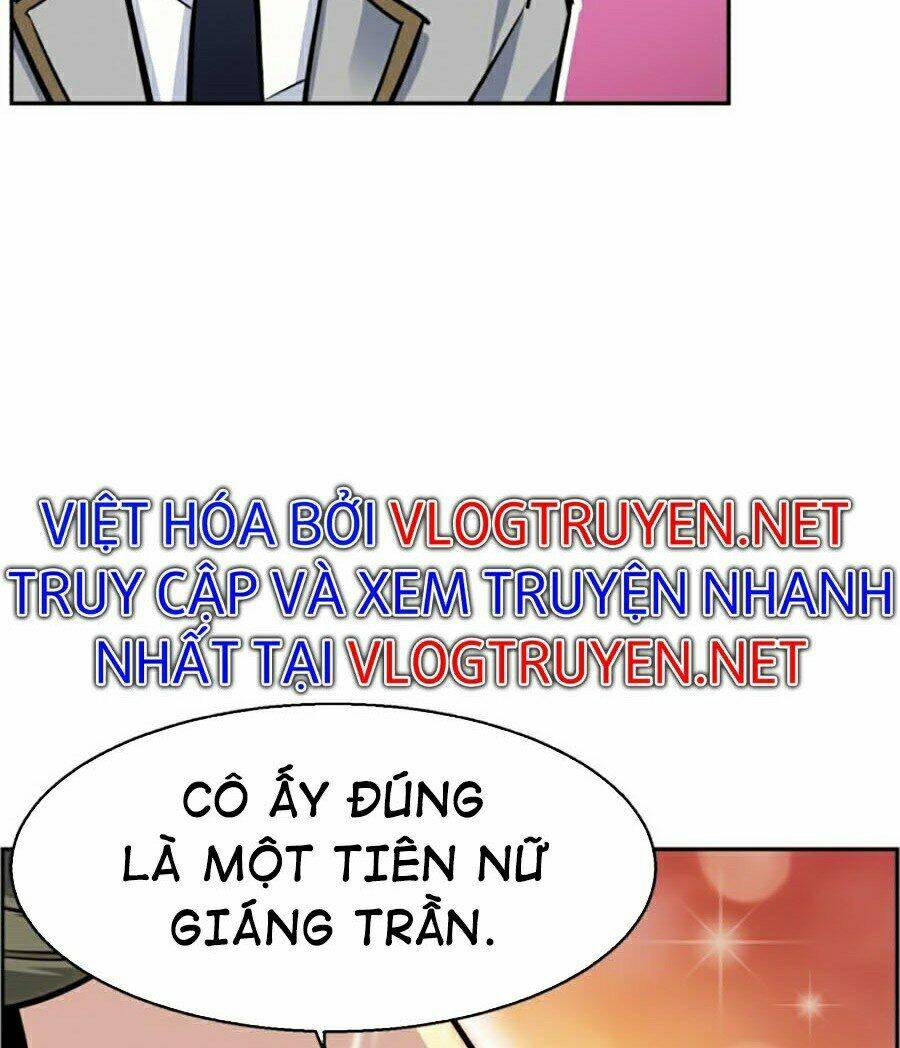 VIỆT HÓA BỞI VLOGTRUYEN.NET
TRUY CẬP VÀ XEM TRUYỆN NHANH
NHẤT TẠI VLOGTRUYEN.NET
CÔ ẤY ĐÚNG
LÀ MỘT TIÊN NỮ
GIÁNG TRẦN.